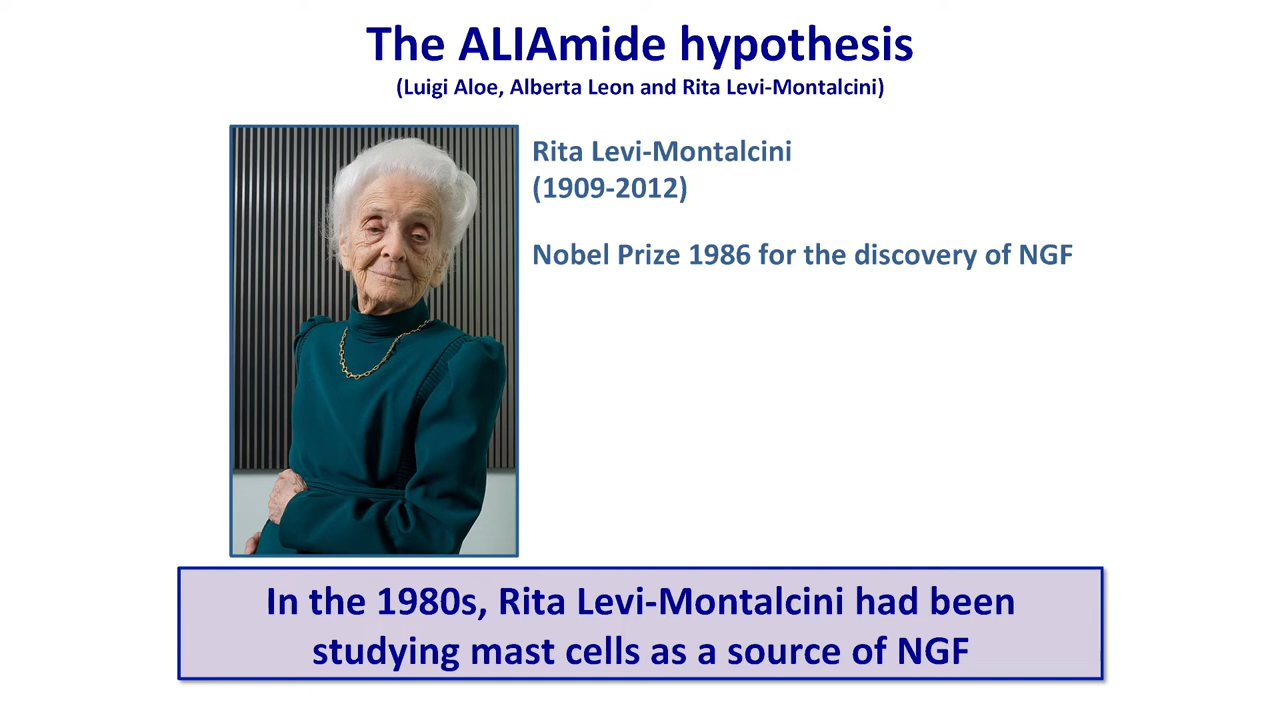 The ALIAmide hypothesis
(Luigi Aloe, Alberta Leon and Rita Levi-Montalcini)
Rita Levi-Montalcini
(1909-2012)
Nobel Prize 1986 for the discovery of NGF
In the 1980s, Rita Levi-Montalcini had been
studying mast cells as a source of NGF